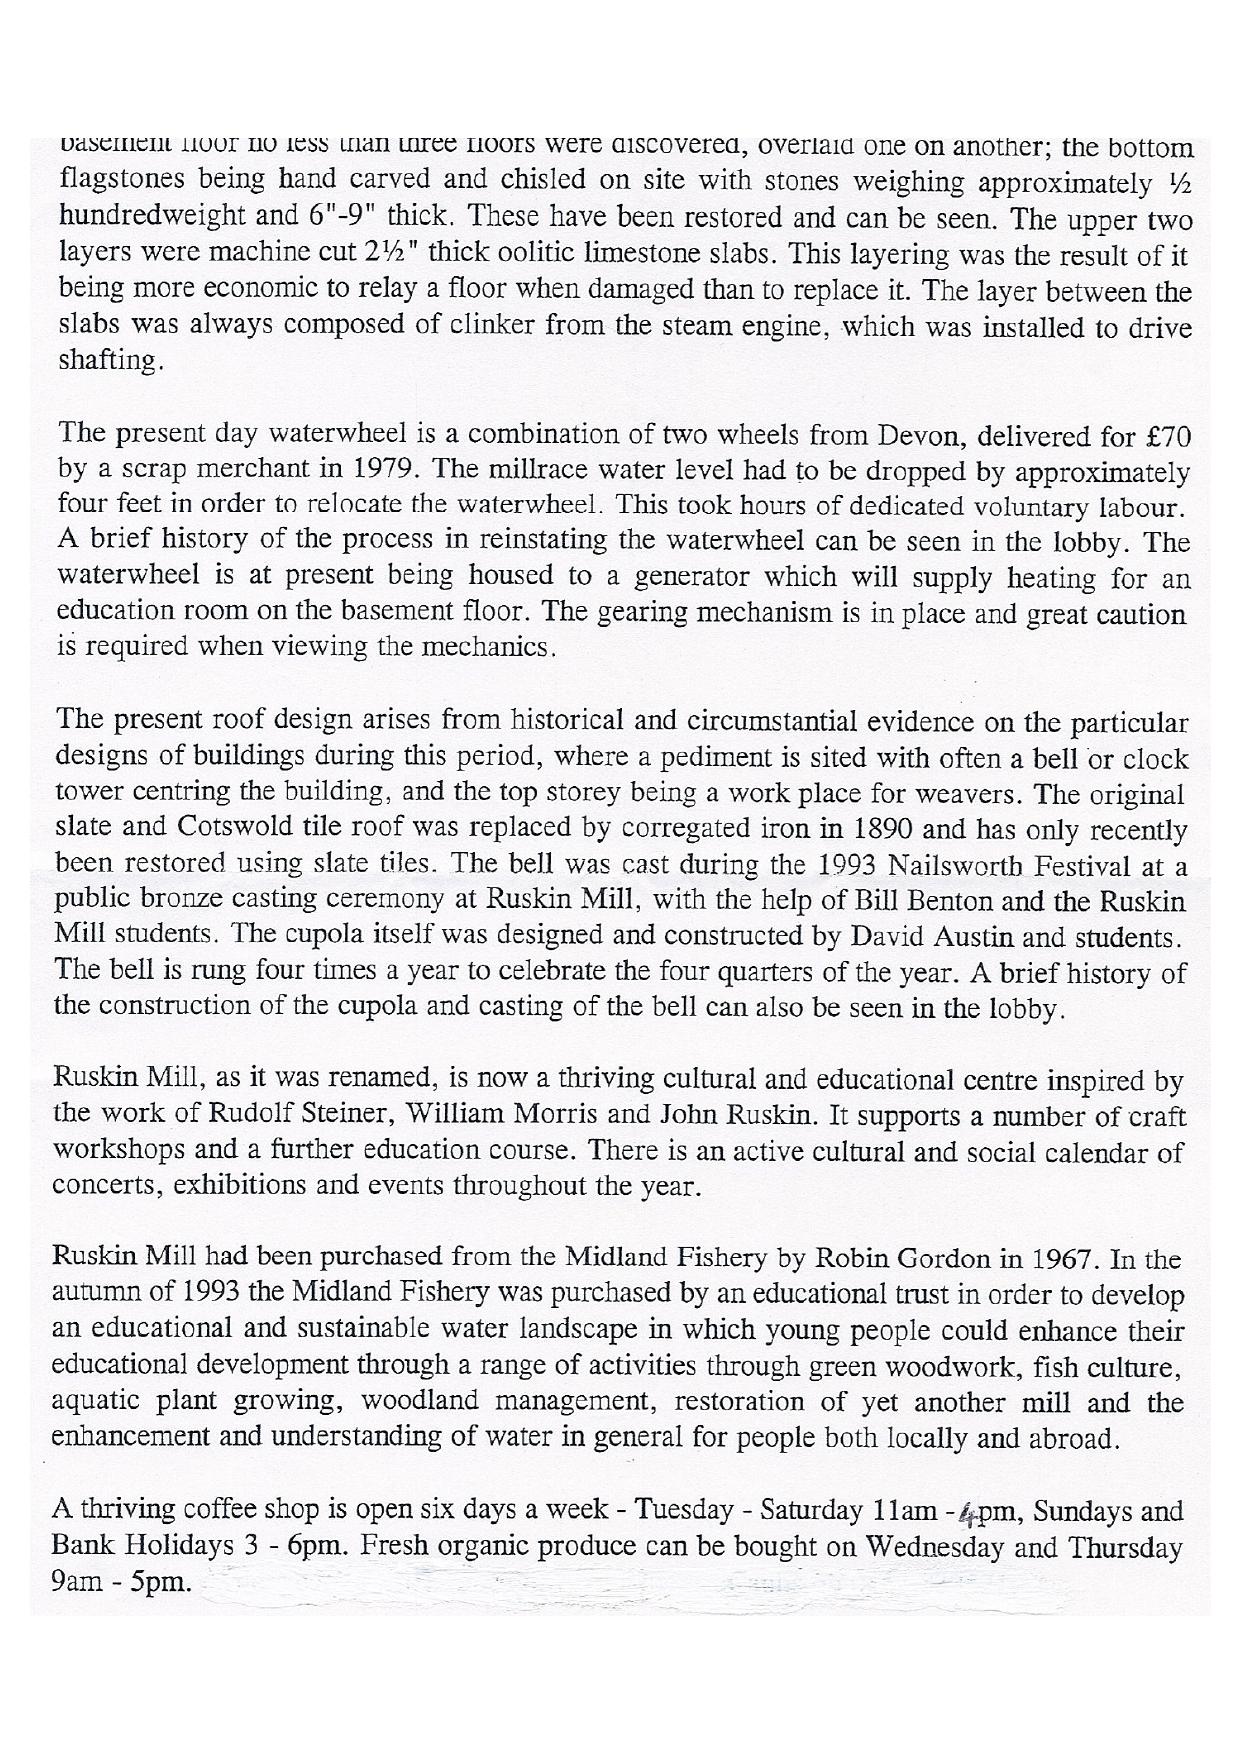 basement floor no less than three floors were discovered, overlaid one on another; the bottom
flagstones being hand carved and chisled on site with stones weighing approximately ½
hundredweight and 6"-9" thick. These have been restored and can be seen. The upper two
layers were machine cut 2½" thick oolitic limestone slabs. This layering was the result of it
being more economic to relay a floor when damaged than to replace it. The layer between the
slabs was always composed of clinker from the steam engine, which was installed to drive
shafting.

The present day waterwheel is a combination of two wheels from Devon, delivered for £70
by a scrap merchant in 1979. The millrace water level had to be dropped by approximately
four feet in order to relocate the waterwheel. This took hours of dedicated voluntary labour.
A brief history of the process in reinstating the waterwheel can be seen in the lobby. The
waterwheel is at present being housed to a generator which will supply heating for an
education room on the basement floor. The gearing mechanism is in place and great caution
is required when viewing the mechanics.

The present roof design arises from historical and circumstantial evidence on the particular
designs of buildings during this period, where a pediment is sited with often a bell or clock
tower centring the building, and the top storey being a work place for weavers. The original
slate and Cotswold tile roof was replaced by corregated iron in 1890 and has only recently
been restored using slate tiles. The bell was cast during the 1993 Nailsworth Festival at a
public bronze casting ceremony at Ruskin Mill, with the help of Bill Benton and the Ruskin
Mill students. The cupola itself was designed and constructed by David Austin and students.
The bell is rung four times a year to celebrate the four quarters of the year. A brief history of
the construction of the cupola and casting of the bell can also be seen in the lobby.

Ruskin Mill, as it was renamed, is now a thriving cultural and educational centre inspired by
the work of Rudolf Steiner, William Morris and John Ruskin. It supports a number of craft
workshops and a further education course. There is an active cultural and social calendar of
concerts, exhibitions and events throughout the year.

Ruskin Mill had been purchased from the Midland Fishery by Robin Gordon in 1967. In the
autumn of 1993 the Midland Fishery was purchased by an educational trust in order to develop
an educational and sustainable water landscape in which young people could enhance their
educational development through a range of activities through green woodwork, fish culture,
aquatic plant growing, woodland management, restoration of yet another mill and the
enhancement and understanding of water in general for people both locally and abroad.

A thriving coffee shop is open six days a week - Tuesday - Saturday 11am - 4pm, Sundays and
Bank Holidays 3 - 6pm. Fresh organic produce can be bought on Wednesday and Thursday
9am - 5pm.